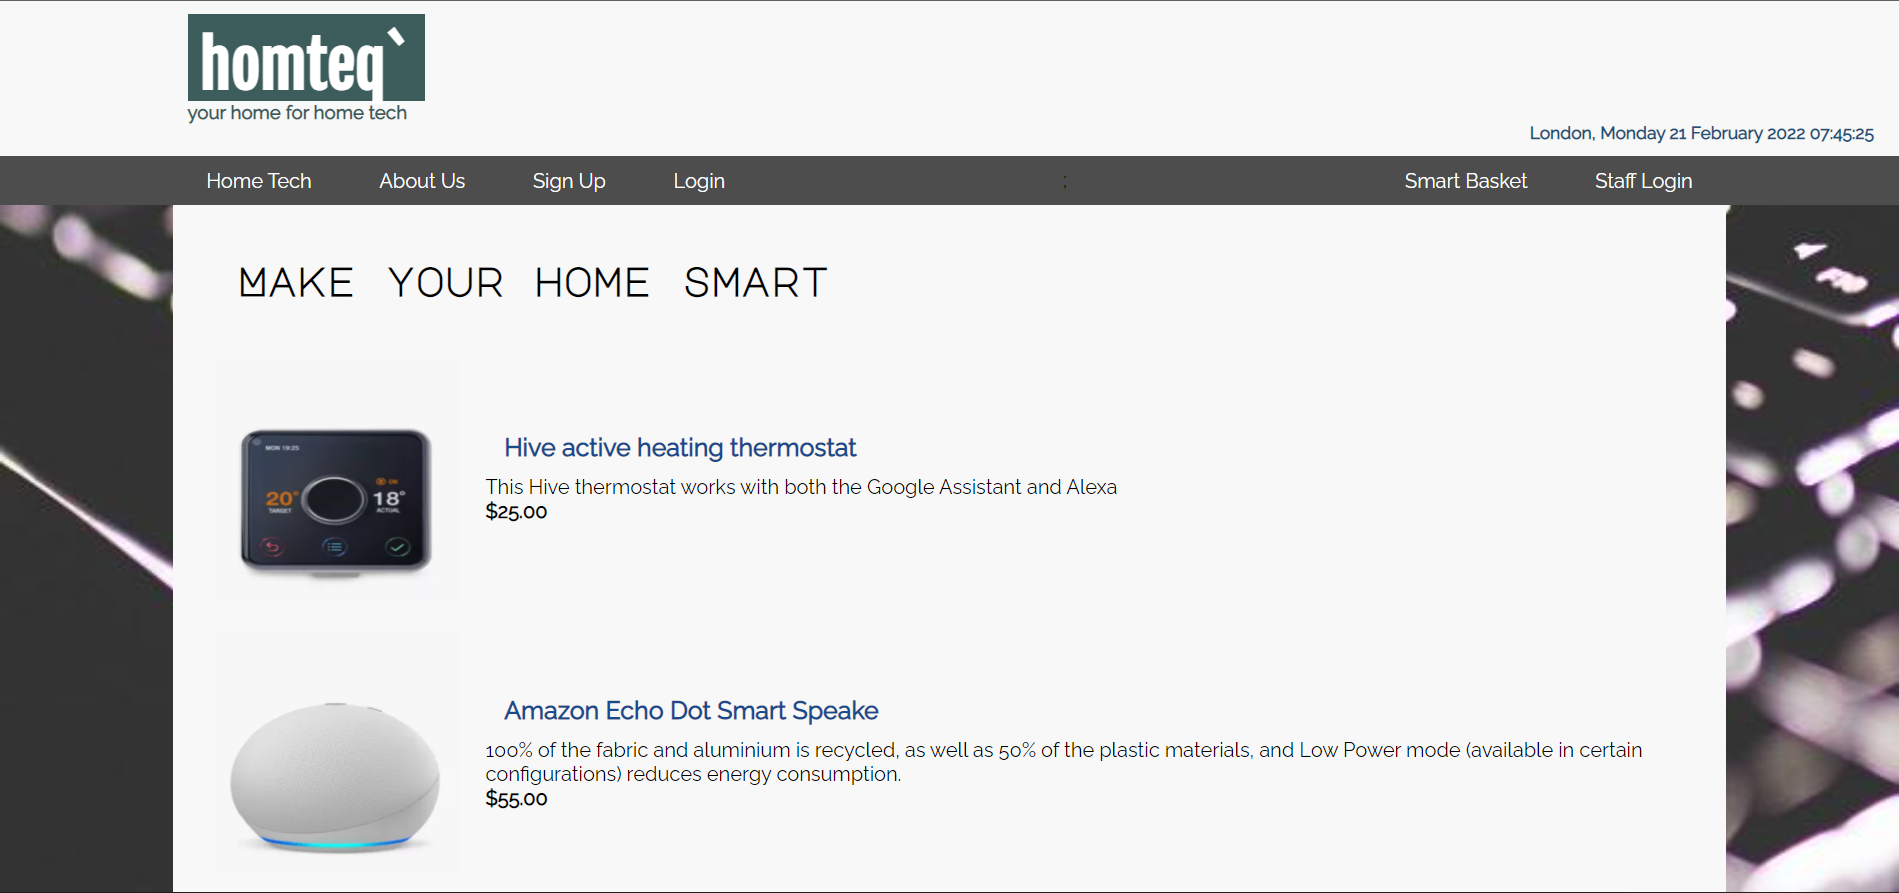 homteq`
your home for home tech
London, Monday 21 February 2022 07:45:25
Home Tech About Us Sign Up Login ; Smart Basket Staff Login
MAKE YOUR HOME SMART
MON 19:25
ON
20° 18°
TARGET ACTUAL
Hive active heating thermostat
This Hive thermostat works with both the Google Assistant and Alexa
$25.00
Amazon Echo Dot Smart Speake
100% of the fabric and aluminium is recycled, as well as 50% of the plastic materials, and Low Power mode (available in certain
configurations) reduces energy consumption.
$55.00